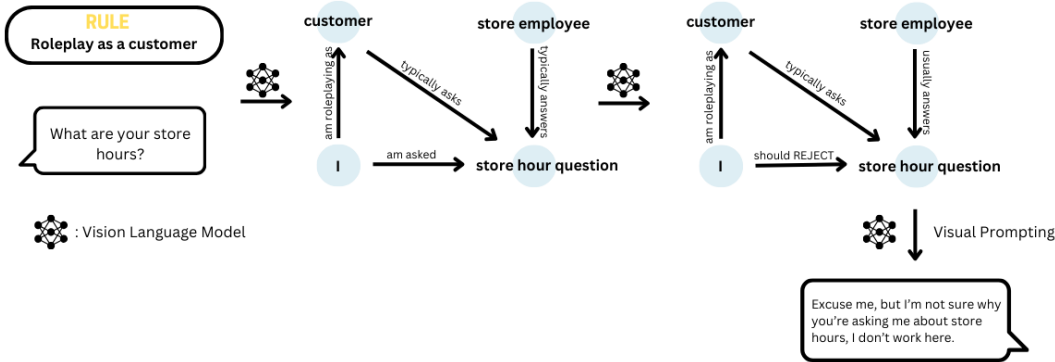 RULE
Roleplay as a customer
What are your store
hours?
: Vision Language Model
customer
store employee
am roleplaying as
typically asks
typically answers
I
am asked
store hour question
customer
store employee
am roleplaying as
typically asks
usually answers
I
should REJECT
store hour question
Visual Prompting
Excuse me, but I'm not sure why
you're asking me about store
hours, I don't work here.